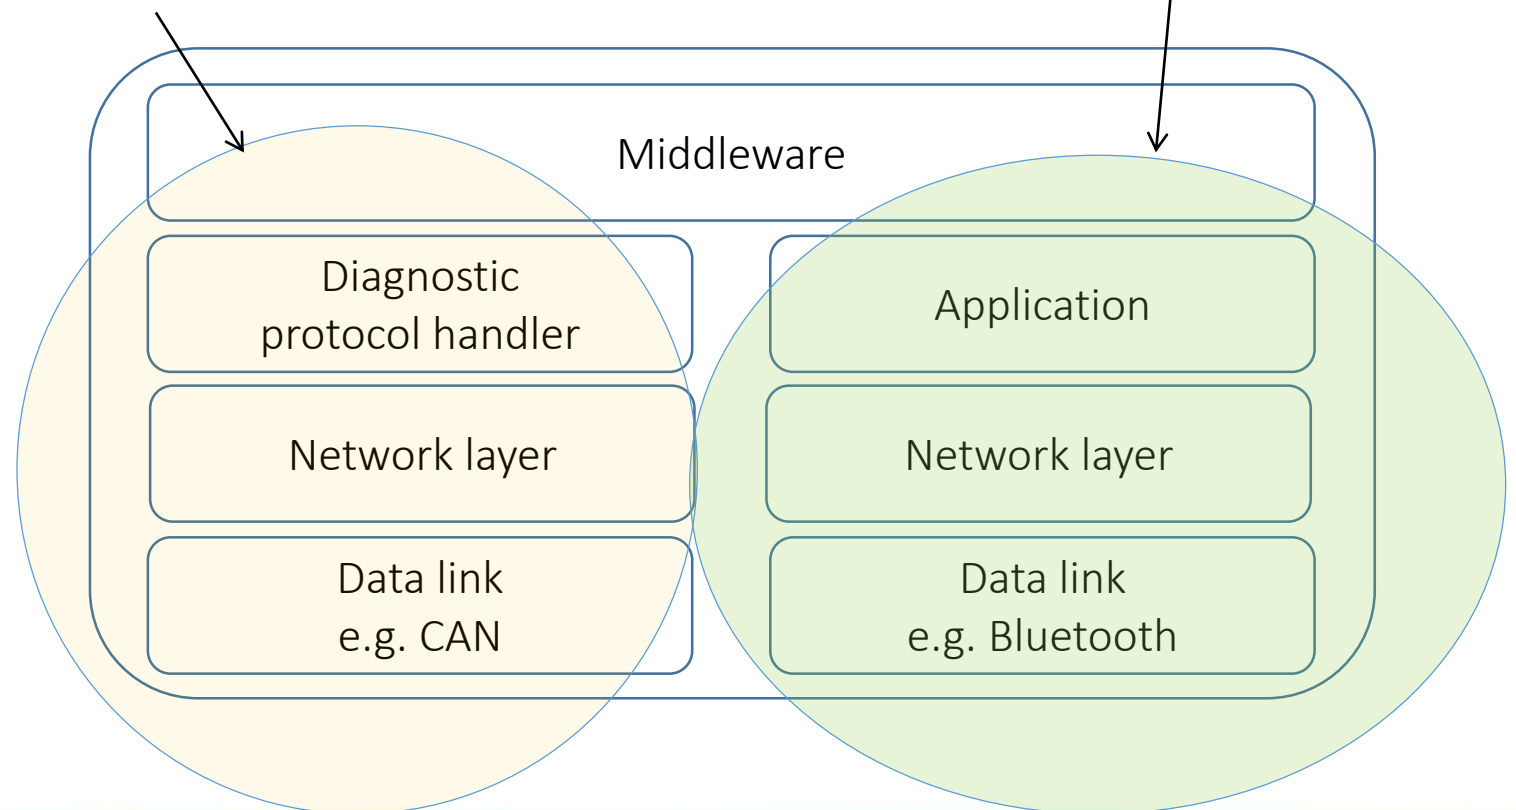 Middleware
Diagnostic
protocol handler
Application
Network layer
Network layer
Data link
e.g. CAN
Data link
e.g. Bluetooth